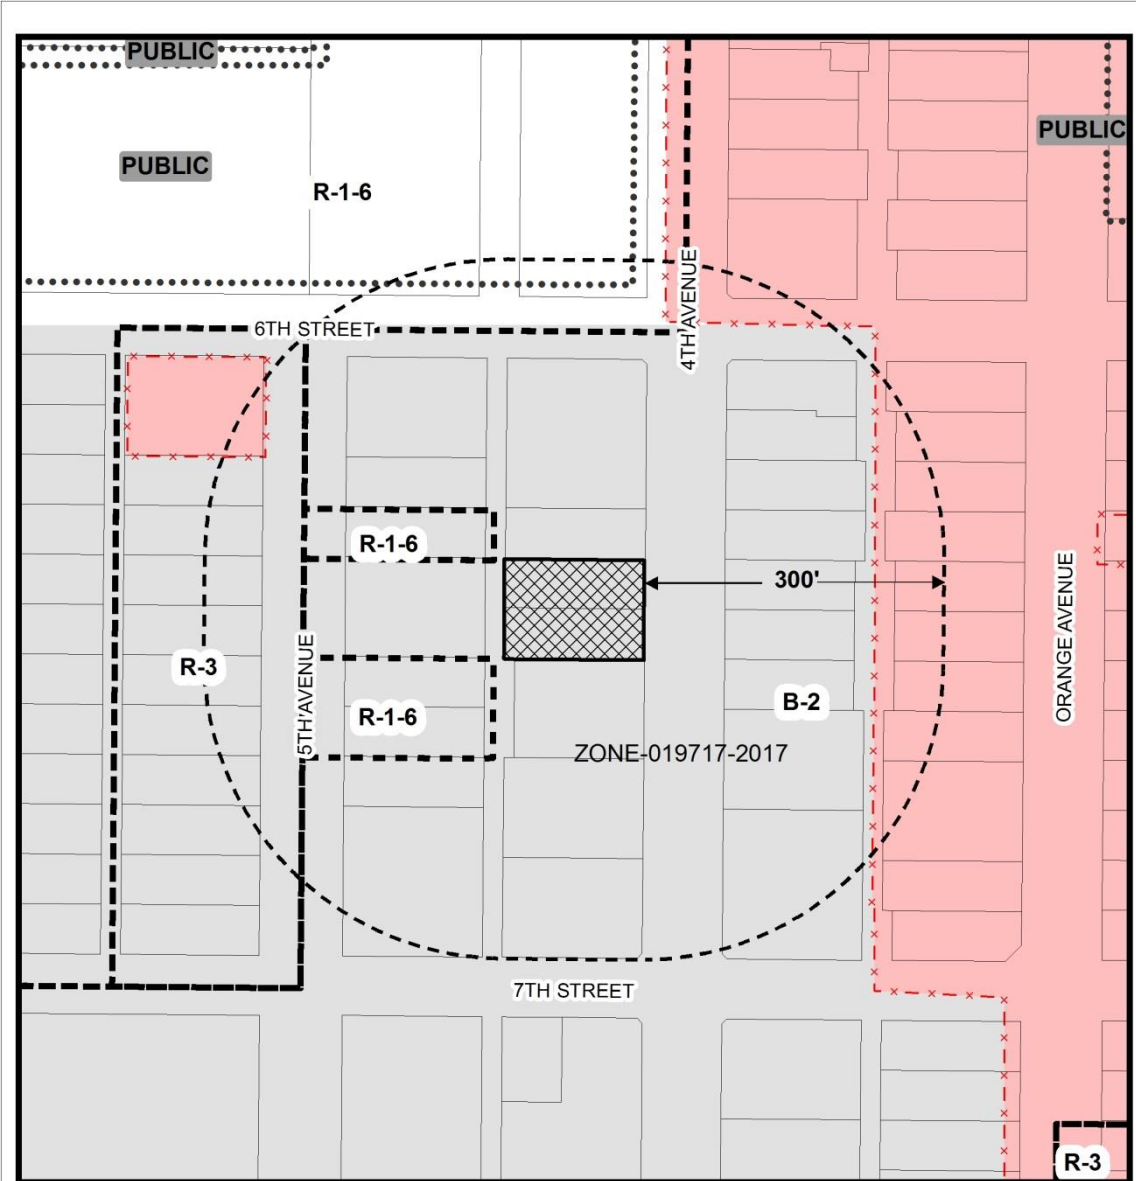 PUBLIC
PUBLIC
PUBLIC
R-1-6
4TH AVENUE
6TH STREET
R-1-6
300'
ORANGE AVENUE
5TH AVENUE
R-3
B-2
R-1-6
ZONE-019717-2017
7TH STREET
R-3